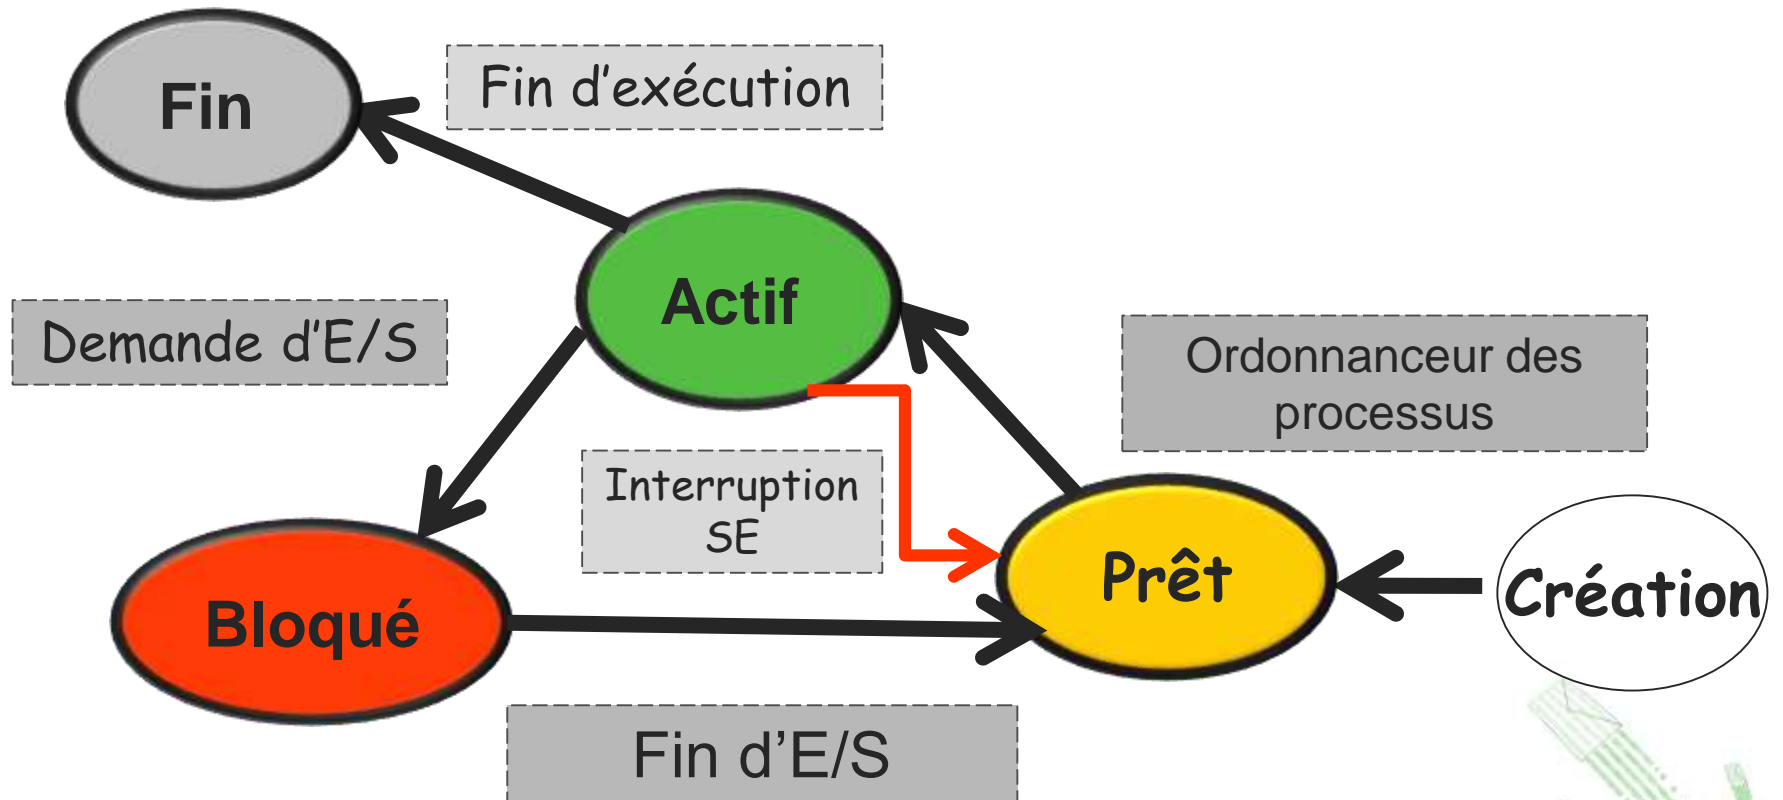 Fin
Fin d’exécution
Actif
Demande d’E/S
Ordonnanceur des
processus
Interruption
SE
Prêt
Création
Bloqué
Fin d’E/S